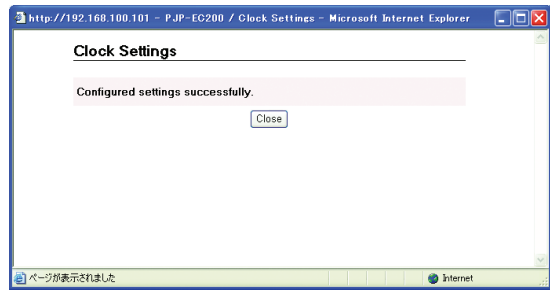 http://192.168.100.101 - PJP-EC200 / Clock Settings - Microsoft Internet Explorer
Clock Settings
Configured settings successfully.
Close
ページが表示されました
Internet